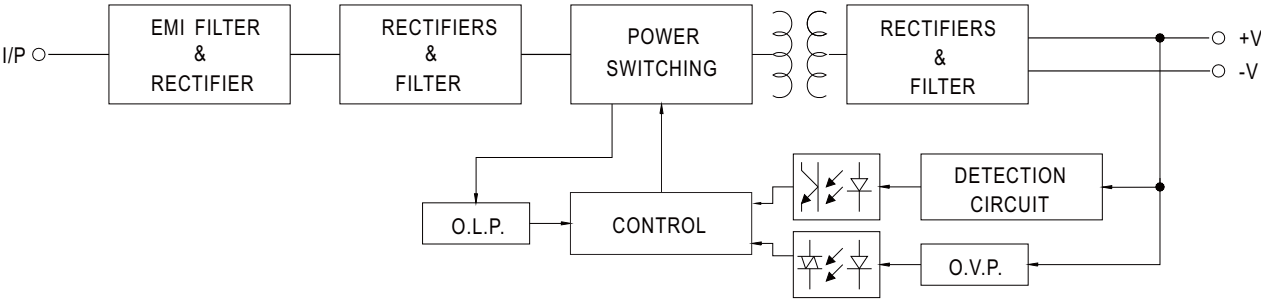 EMI FILTER
&
RECTIFIER
RECTIFIERS
&
FILTER
POWER
SWITCHING
RECTIFIERS
&
FILTER
I/P
+V
-V
DETECTION
CIRCUIT
O.L.P.
CONTROL
O.V.P.